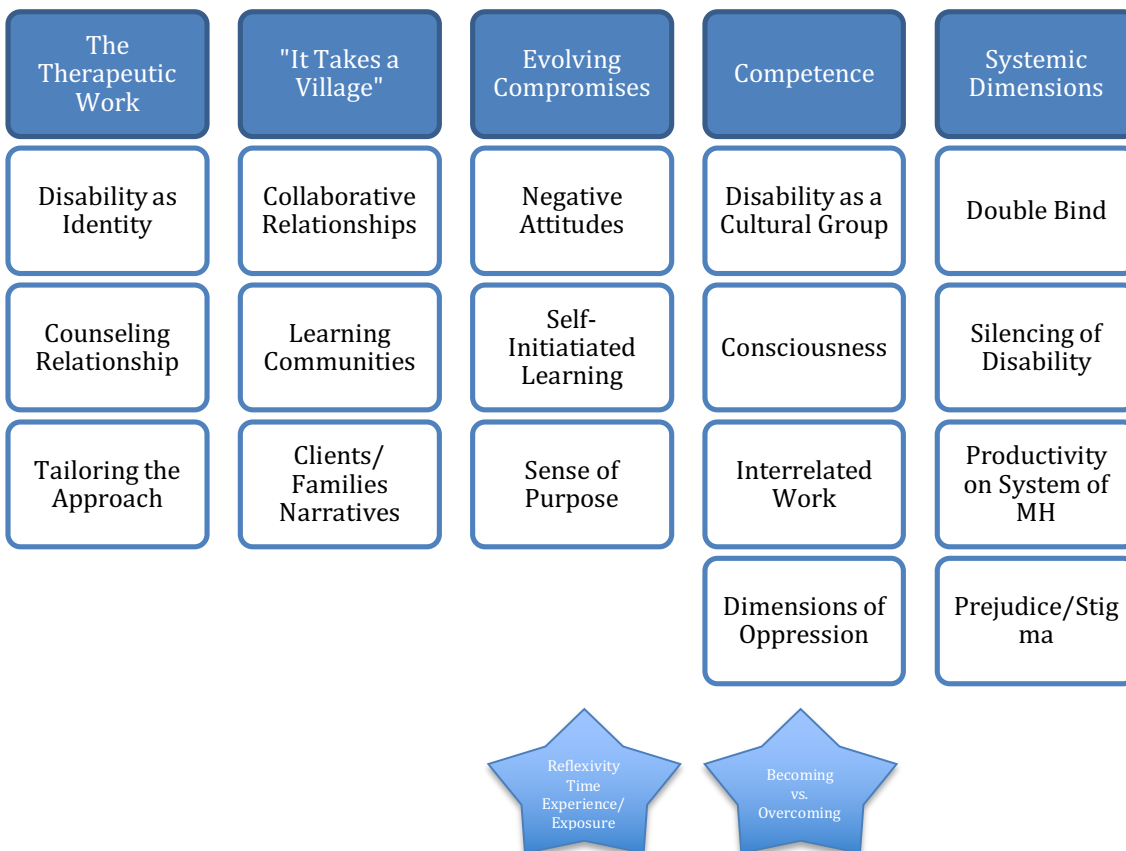 The
Therapeutic
Work
Disability as
Identity
Counseling
Relationship
Tailoring the
Approach
"It Takes a
Village"
Collaborative
Relationships
Learning
Communities
Clients/
Families
Narratives
Evolving
Compromises
Negative
Attitudes
Self-
Initiatiated
Learning
Sense of
Purpose
Competence
Disability as a
Cultural Group
Consciousness
Interrelated
Work
Dimensions of
Oppression
Systemic
Dimensions
Double Bind
Silencing of
Disability
Productivity
on System of
MH
Prejudice/Stig
ma
Reflexivity
Time
Experience/
Exposure
Becoming
vs.
Overcoming